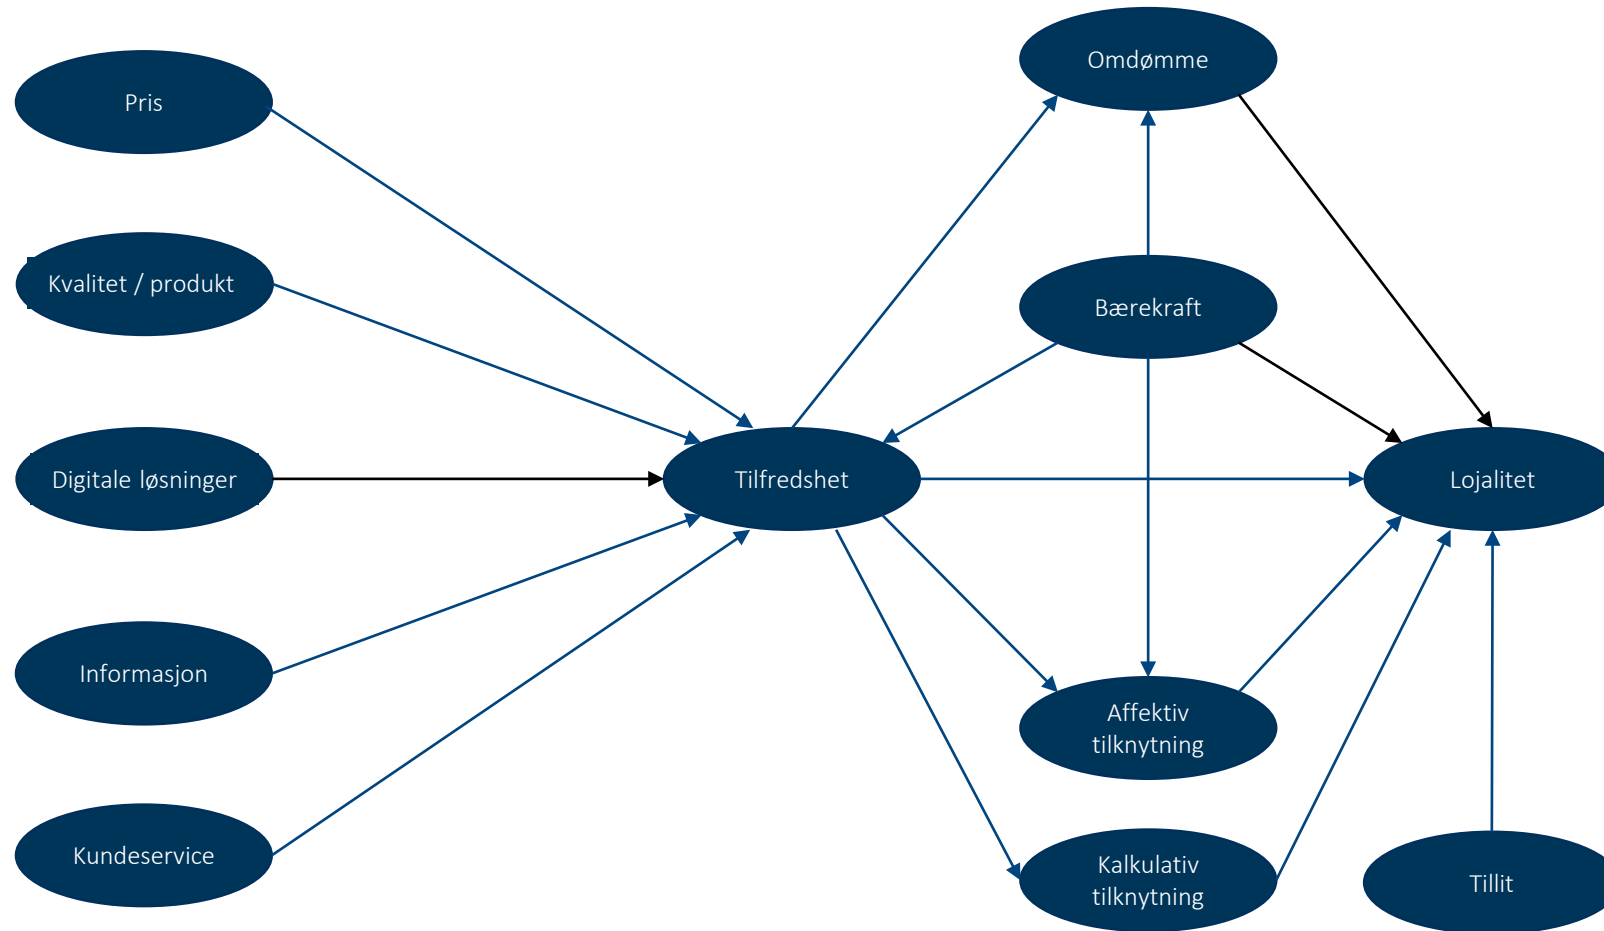 Omdømme
Pris
Kvalitet / produkt
Bærekraft
Digitale løsninger
Tilfredshet
Lojalitet
Informasjon
Affektiv
tilknytning
Kundeservice
Kalkulativ
tilknytning
Tillit